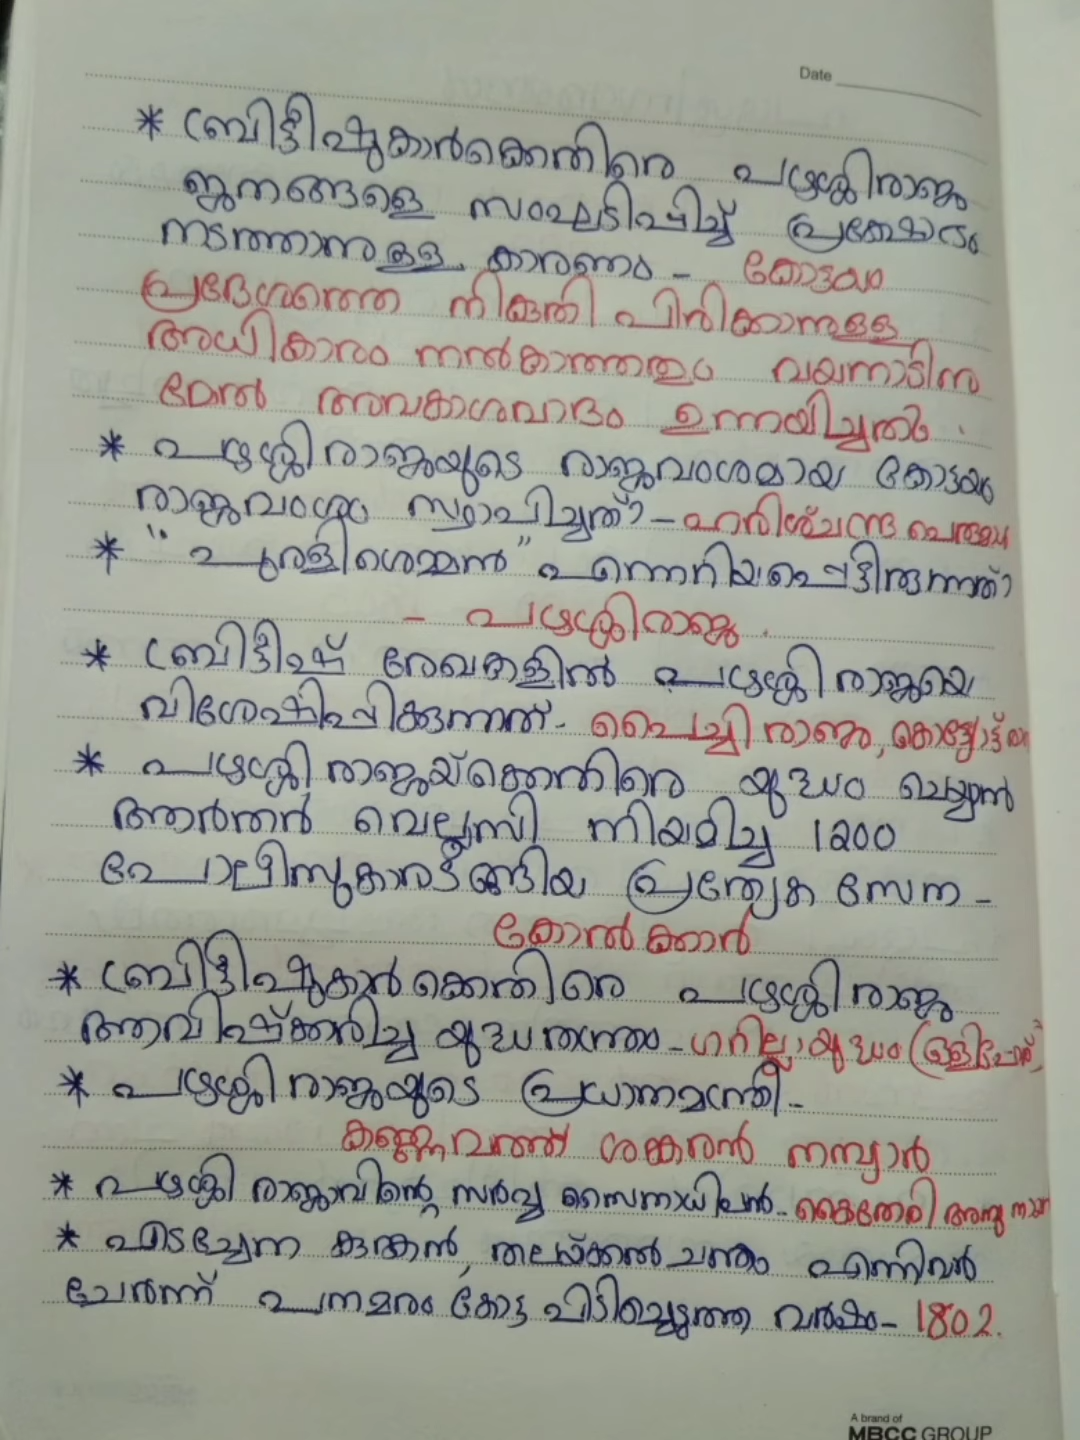 Date
* ബ്രിട്ടീഷുകാർക്കെതിരെ പഴശ്ശിരാജ
ജനങ്ങളെ സംഘടിപ്പിച്ച് പ്രക്ഷോഭം
നടത്താനുള്ള കാരണം - കോട്ടയം
പ്രദേശത്തെ നികുതി പിരിക്കാനുള്ള
അധികാരം നൽകാത്തതും വയനാടിനു
മേൽ അവകാശവാദം ഉന്നയിച്ചതും.
* പഴശ്ശി രാജയുടെ രാജവംശമായ കോട്ടയം
രാജവംശം സ്ഥാപിച്ചത്? - ഹരിശ്ചന്ദ്ര പെരുമാൾ
* "പുരളിശെമ്മൻ" എന്നറിയപ്പെട്ടിരുന്നത്?
- പഴശ്ശിരാജ.
* ബ്രിട്ടീഷ് രേഖകളിൽ പഴശ്ശി രാജയെ
വിശേഷിപ്പിക്കുന്നത് - പൈച്ചി രാജ, കൊട്ട്യോട്ട്
* പഴശ്ശി രാജയ്ക്കെതിരെ യുദ്ധം ചെയ്യാൻ
ആർതർ വെല്ലസ്ലി നിയമിച്ച 1200
പോലീസുകാരടങ്ങിയ പ്രത്യേക സേന -
കോൽക്കാർ
* ബ്രിട്ടീഷുകാർക്കെതിരെ പഴശ്ശി രാജ
ആവിഷ്ക്കരിച്ച യുദ്ധതന്ത്രം - ഗറില്ലായുദ്ധം (ഒളിപ്പോര്)
* പഴശ്ശി രാജയുടെ പ്രധാനമന്ത്രി -
കണ്ണവത്ത് ശങ്കരൻ നമ്പ്യാർ
* പഴശ്ശി രാജാവിന്റെ സർവ്വ സൈന്യാധിപൻ - കൈതേരി അമ്പു നായർ
* എടച്ചേന കുങ്കൻ, തലയ്ക്കൽ ചന്തു എന്നിവർ
ചേർന്ന് പനമരം കോട്ട പിടിച്ചെടുത്ത വർഷം - 1802.
A brand of
MBCC GROUP